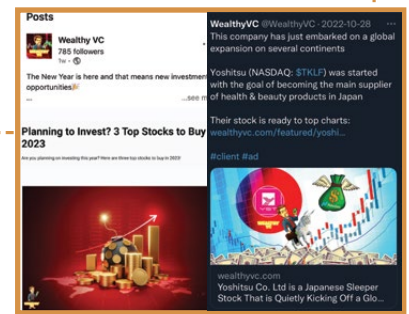 Posts
Wealthy VC
785 followers
1w •
The New Year is here and that means new investment
opportunities
...see m
Planning to Invest? 3 Top Stocks to Buy
2023
Are you planning on investing this year? Here are three top stocks to buy in 2023!
WealthyVC @WealthyVC · 2022-10-28 ...
This company has just embarked on a global
expansion on several continents
Yoshitsu (NASDAQ: $TKLF) was started
with the goal of becoming the main supplier
of health & beauty products in Japan
Their stock is ready to top charts:
wealthyvc.com/featured/yoshi...
#client #ad
wealthyvc.com
Yoshitsu Co. Ltd is a Japanese Sleeper
Stock That is Quietly Kicking Off a Glo...